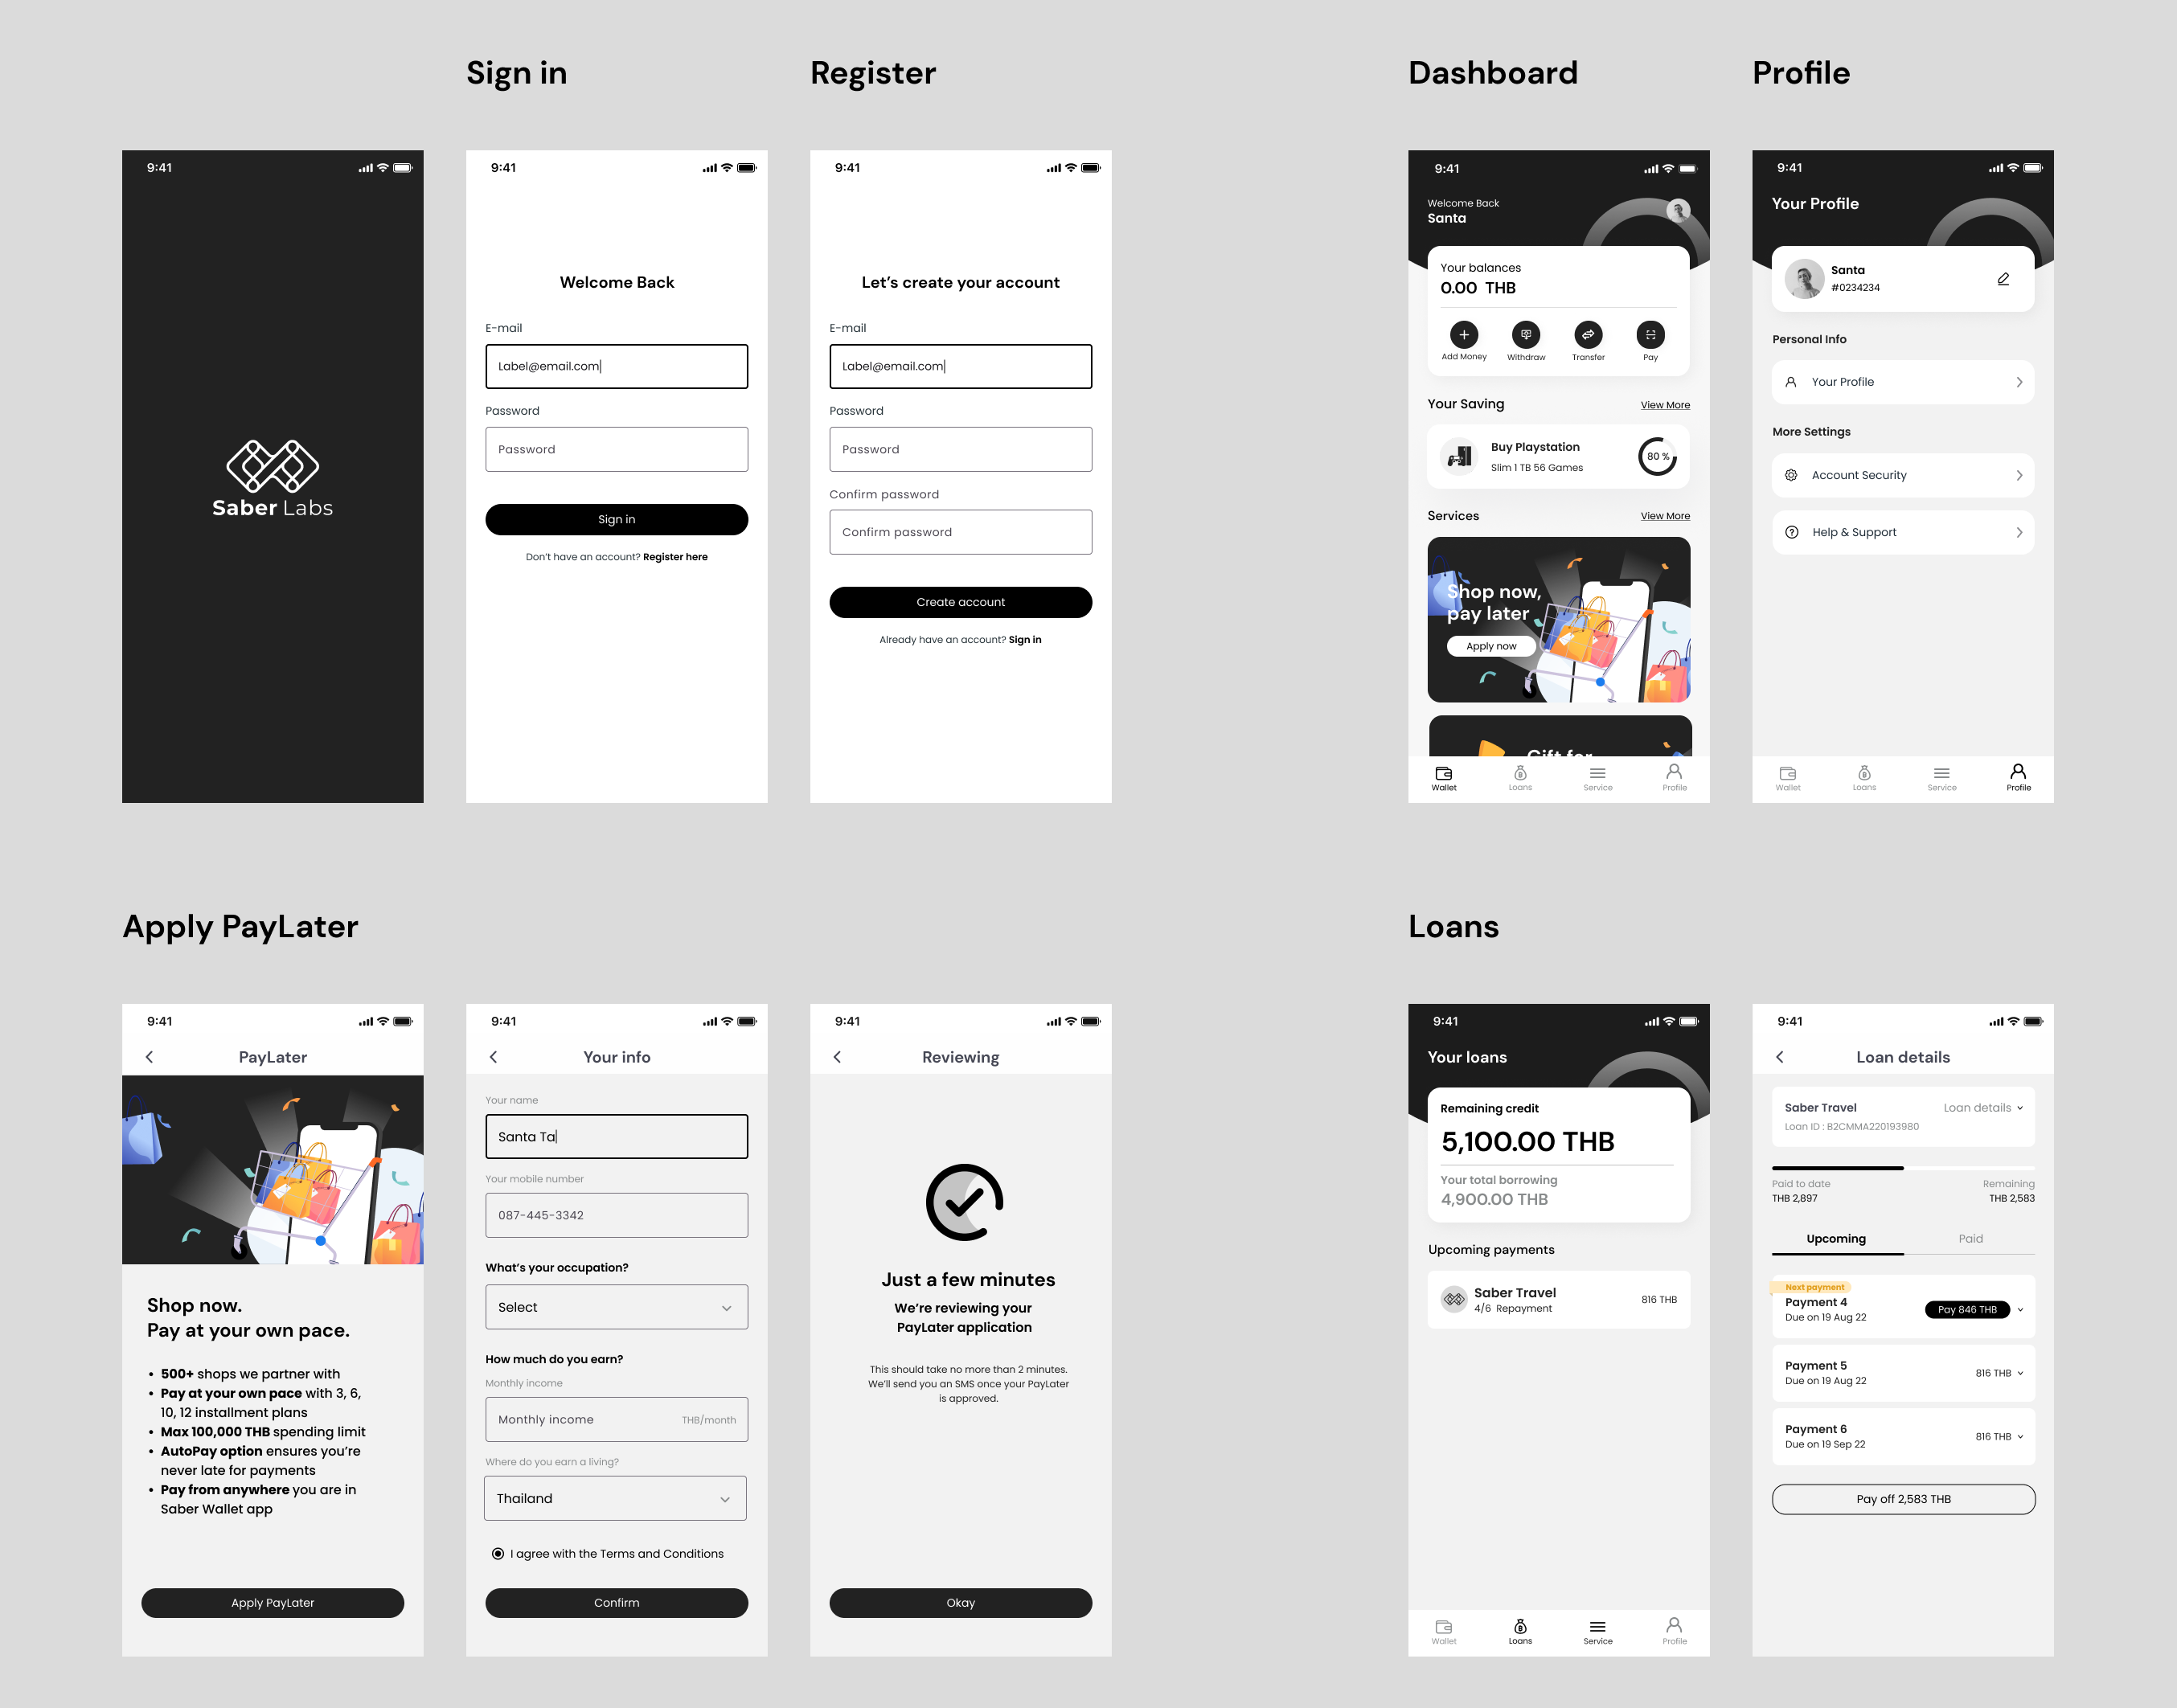 Sign in
Register
Dashboard
Profile
9:41
Saber Labs
9:41
Welcome Back
E-mail
Label@email.com
Password
Password
Sign in
Don't have an account? Register here
9:41
Let's create your account
E-mail
Label@email.com
Password
Password
Confirm password
Confirm password
Create account
Already have an account? Sign in
9:41
Welcome Back
Santa
Your balances
0.00 THB
Add Money
Withdraw
Transfer
Pay
Your Saving
View More
Buy Playstation
Slim 1 TB 56 Games
80 %
Services
View More
Shop now,
pay later
Apply now
Gift for
Wallet
Loans
Service
Profile
9:41
Your Profile
Santa
#0234234
Personal Info
Your Profile
More Settings
Account Security
Help & Support
Wallet
Loans
Service
Profile
Apply PayLater
Loans
9:41
PayLater
Shop now.
Pay at your own pace.
• 500+ shops we partner with
• Pay at your own pace with 3, 6,
10, 12 installment plans
• Max 100,000 THB spending limit
• AutoPay option ensures you're
never late for payments
• Pay from anywhere you are in
Saber Wallet app
Apply PayLater
9:41
Your info
Your name
Santa Ta
Your mobile number
087-445-3342
What's your occupation?
Select
How much do you earn?
Monthly income
Monthly income THB/month
Where do you earn a living?
Thailand
I agree with the Terms and Conditions
Confirm
9:41
Reviewing
Just a few minutes
We're reviewing your
PayLater application
This should take no more than 2 minutes.
We'll send you an SMS once your PayLater
is approved.
Okay
9:41
Your loans
Remaining credit
5,100.00 THB
Your total borrowing
4,900.00 THB
Upcoming payments
Saber Travel
4/6 Repayment
816 THB
Wallet
Loans
Service
Profile
9:41
Loan details
Saber Travel
Loan details
Loan ID : B2CMMA220193980
Paid to date
THB 2,897
Remaining
THB 2,583
Upcoming
Paid
Next payment
Payment 4
Due on 19 Aug 22
Pay 846 THB
Payment 5
Due on 19 Aug 22
816 THB
Payment 6
Due on 19 Sep 22
816 THB
Pay off 2,583 THB